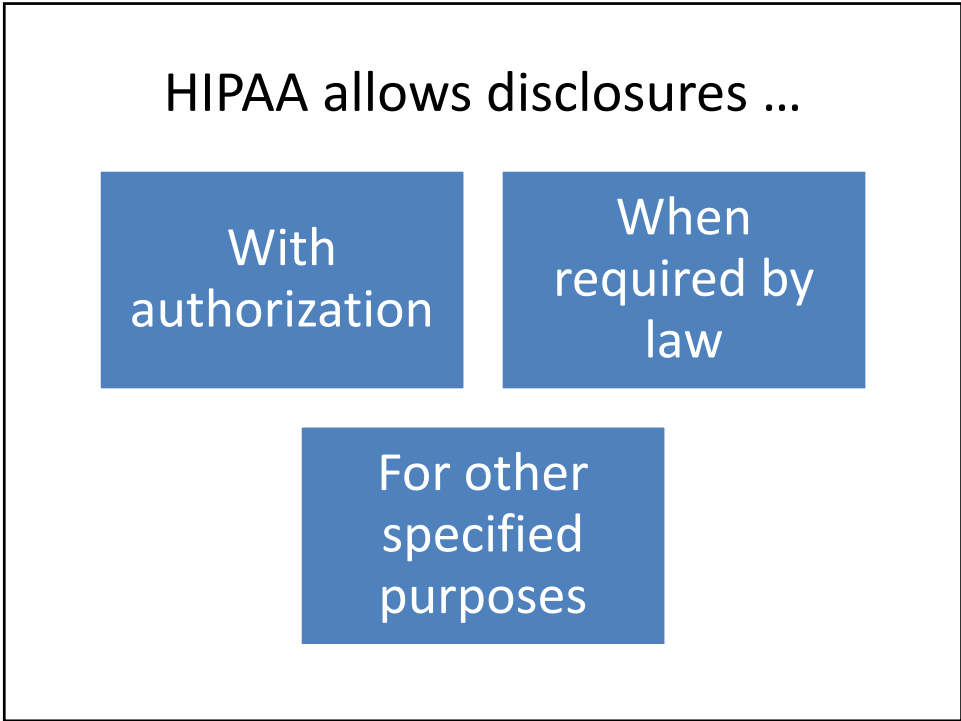 HIPAA allows disclosures …
With
authorization
When
required by
law
For other
specified
purposes